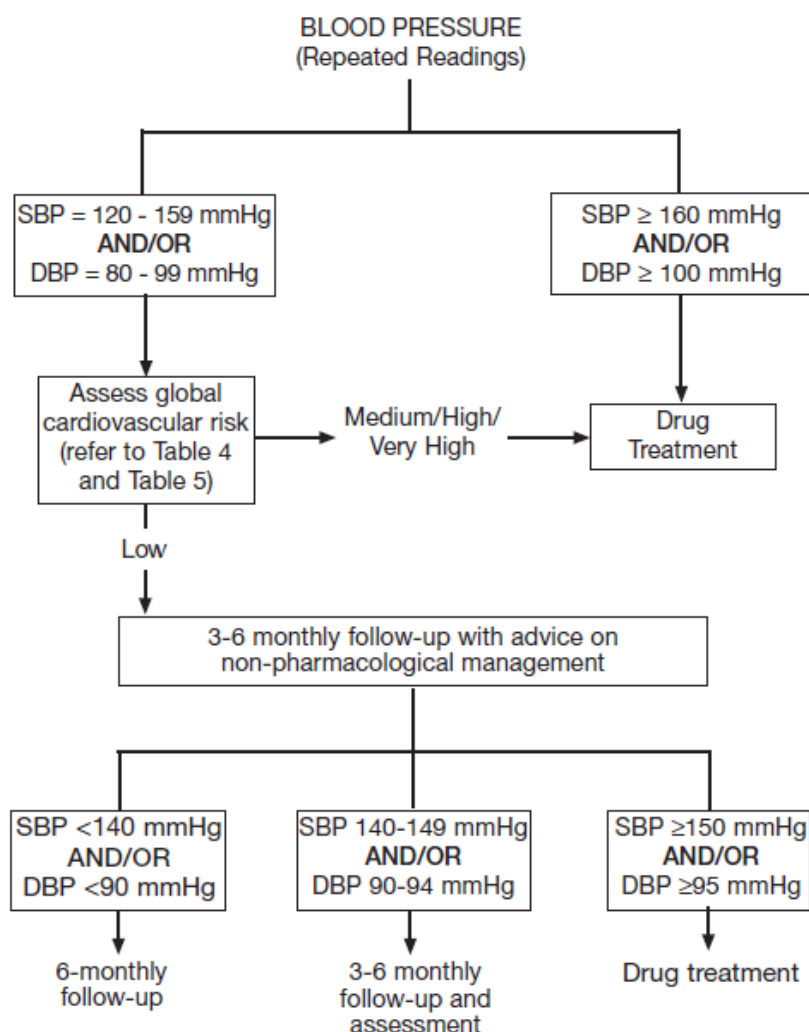 BLOOD PRESSURE
(Repeated Readings)
SBP = 120 - 159 mmHg
AND/OR
DBP = 80 - 99 mmHg
SBP ≥ 160 mmHg
AND/OR
DBP ≥ 100 mmHg
Assess global
cardiovascular risk
(refer to Table 4
and Table 5)
Medium/High/
Very High
Drug
Treatment
Low
3-6 monthly follow-up with advice on
non-pharmacological management
SBP <140 mmHg
AND/OR
DBP <90 mmHg
SBP 140-149 mmHg
AND/OR
DBP 90-94 mmHg
SBP ≥150 mmHg
AND/OR
DBP ≥95 mmHg
6-monthly
follow-up
3-6 monthly
follow-up and
assessment
Drug treatment